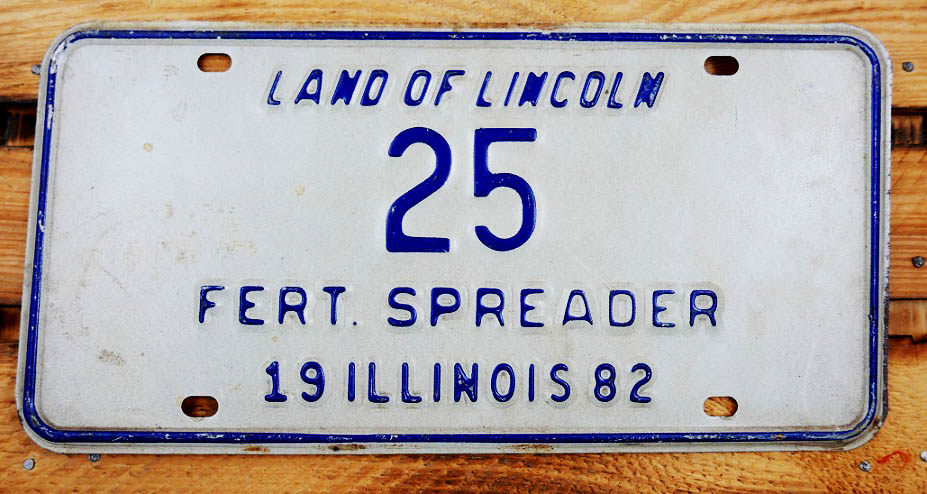 LAND OF LINCOLN
25
FERT. SPREADER
19 ILLINOIS 82